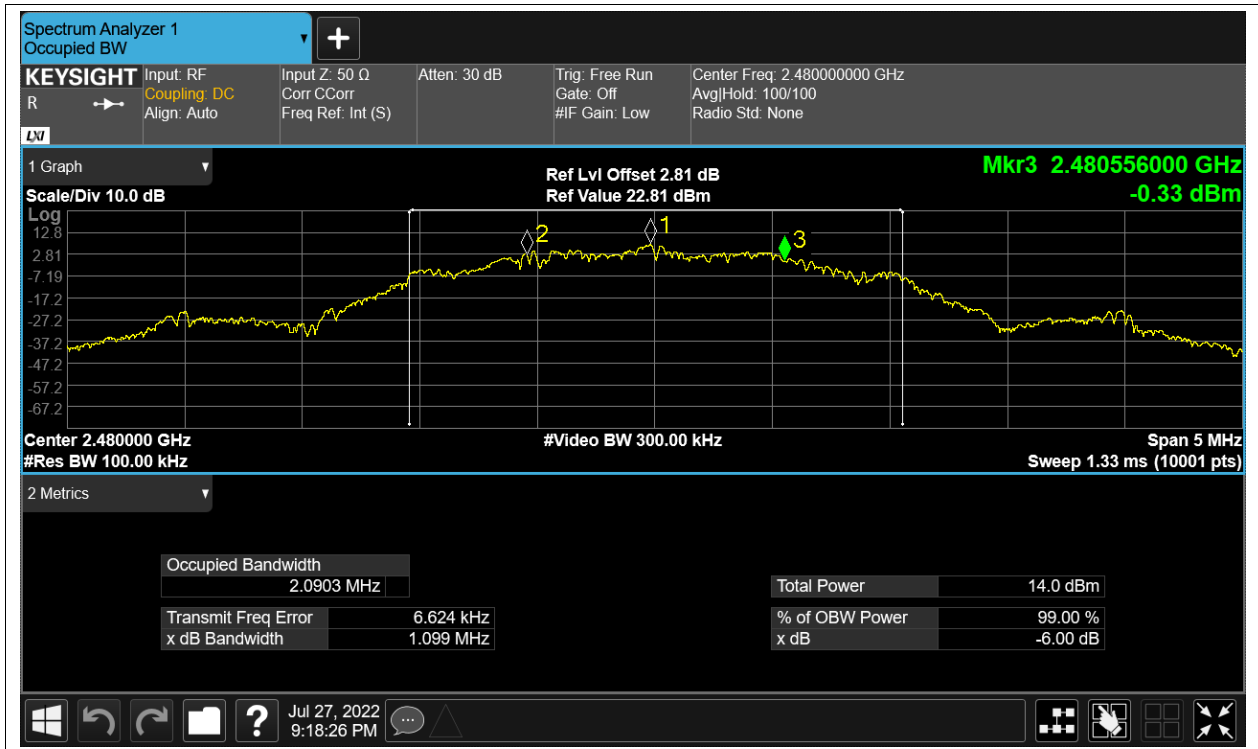 Spectrum Analyzer 1
Occupied BW
KEYSIGHT
R
LXI
Input: RF
Coupling: DC
Align: Auto
Input Z: 50 Ω
Corr CCorr
Freq Ref: Int (S)
Atten: 30 dB
Trig: Free Run
Gate: Off
#IF Gain: Low
Center Freq: 2.480000000 GHz
Avg|Hold: 100/100
Radio Std: None
1 Graph
Scale/Div 10.0 dB
Ref Lvl Offset 2.81 dB
Ref Value 22.81 dBm
Mkr3 2.480556000 GHz
-0.33 dBm
Log
12.8
2.81
-7.19
-17.2
-27.2
-37.2
-47.2
-57.2
-67.2
2
1
3
Center 2.480000 GHz
#Res BW 100.00 kHz
#Video BW 300.00 kHz
Span 5 MHz
Sweep 1.33 ms (10001 pts)
2 Metrics
Occupied Bandwidth
2.0903 MHz
Transmit Freq Error 6.624 kHz
x dB Bandwidth 1.099 MHz
Total Power 14.0 dBm
% of OBW Power 99.00 %
x dB -6.00 dB
?
Jul 27, 2022
9:18:26 PM